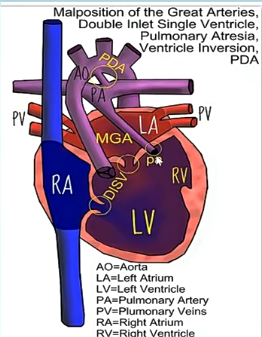 Malposition of the Great Arteries,
Double Inlet Single Ventricle,
Pulmonary Atresia,
Ventricle Inversion,
PDA
PDA
AO
PA
PV
PV
LA
MGA
RA
DISV
RV
LV
AO=Aorta
LA=Left Atrium
LV=Left Ventricle
PA=Pulmonary Artery
PV=Plumonary Veins
RA=Right Atrium
RV=Right Ventricle